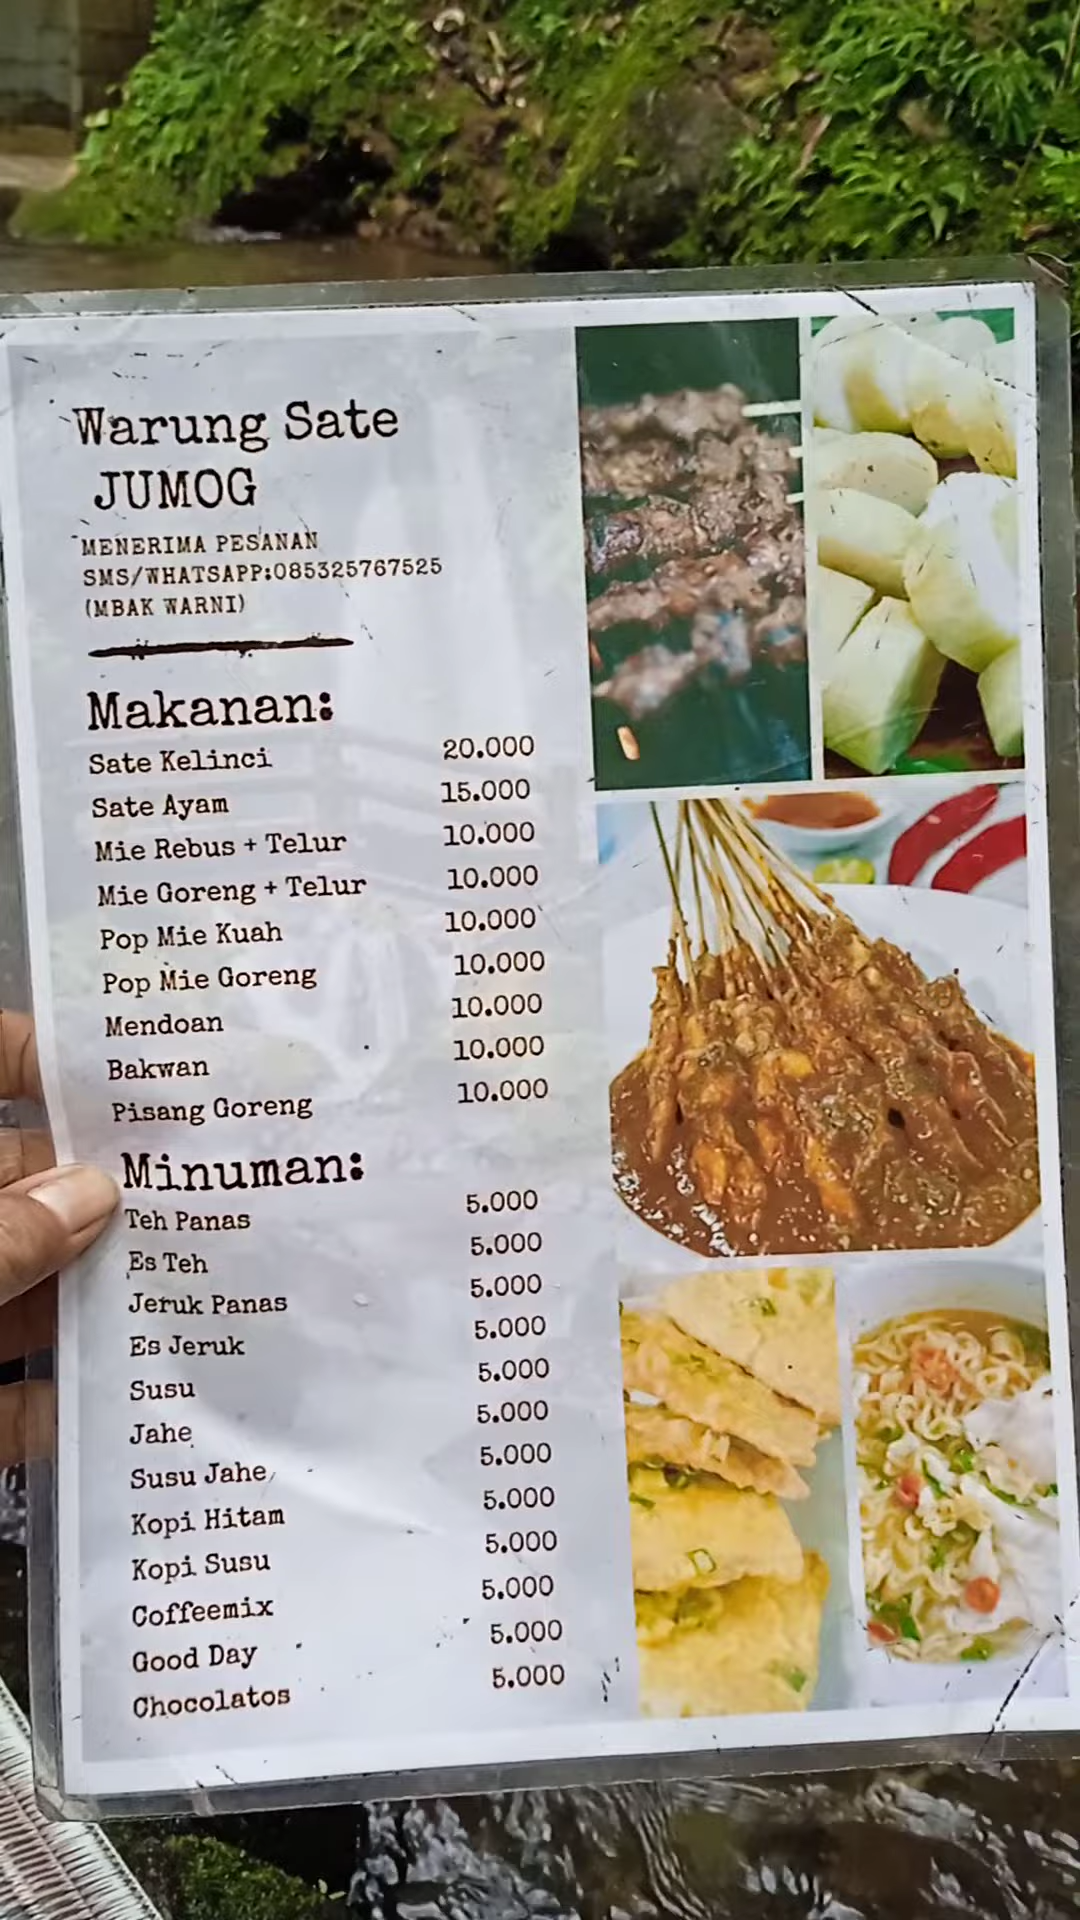 Warung Sate
JUMOG
MENERIMA PESANAN
SMS/WHATSAPP:085325767525
(MBAK WARNI)
Makanan:
Sate Kelinci 20.000
Sate Ayam 15.000
Mie Rebus + Telur 10.000
Mie Goreng + Telur 10.000
Pop Mie Kuah 10.000
Pop Mie Goreng 10.000
Mendoan 10.000
Bakwan 10.000
Pisang Goreng 10.000
Minuman:
Teh Panas 5.000
Es Teh 5.000
Jeruk Panas 5.000
Es Jeruk 5.000
Susu 5.000
Jahe 5.000
Susu Jahe 5.000
Kopi Hitam 5.000
Kopi Susu 5.000
Coffeemix 5.000
Good Day 5.000
Chocolatos 5.000